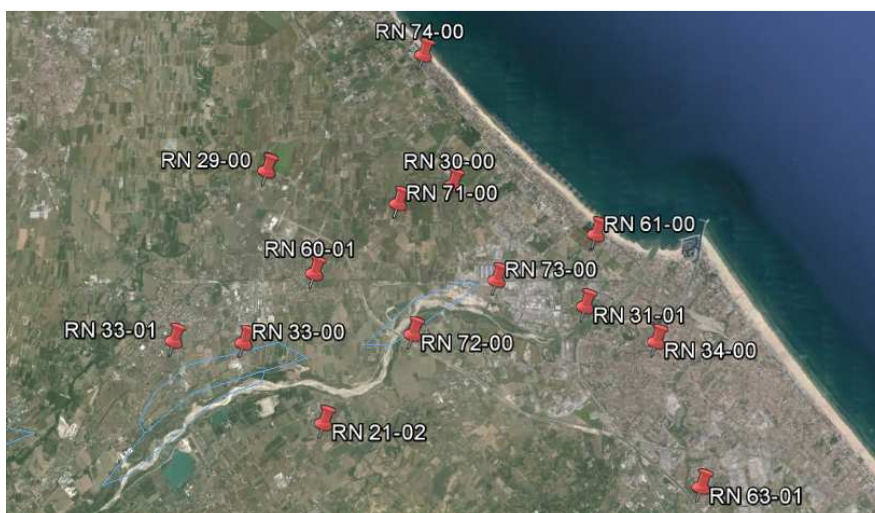 RN 74-00
RN 29-00
RN 30-00
RN 71-00
RN 61-00
RN 60-01
RN 73-00
RN 31-01
RN 33-01
RN 33-00
RN 72-00
RN 34-00
RN 21-02
RN 63-01